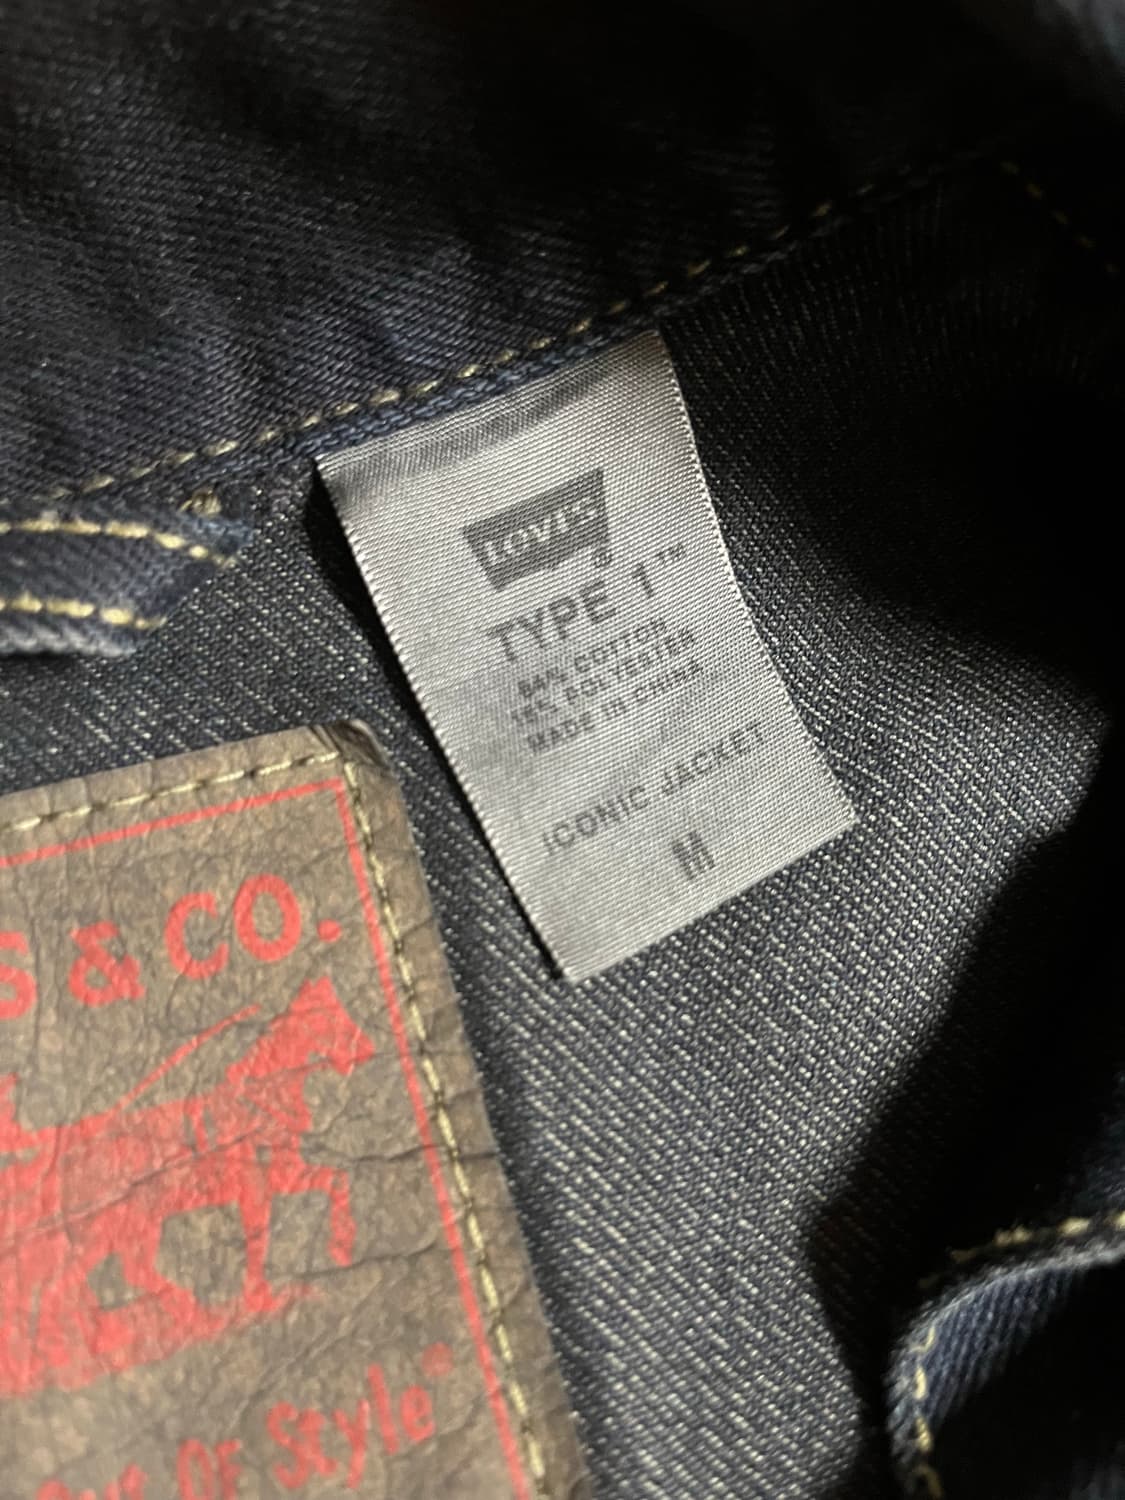 LEVI'S
TYPE 1™
84% COTTON
16% POLYESTER
MADE IN CHINA
ICONIC JACKET
M
S & CO.
OUT OF Style®